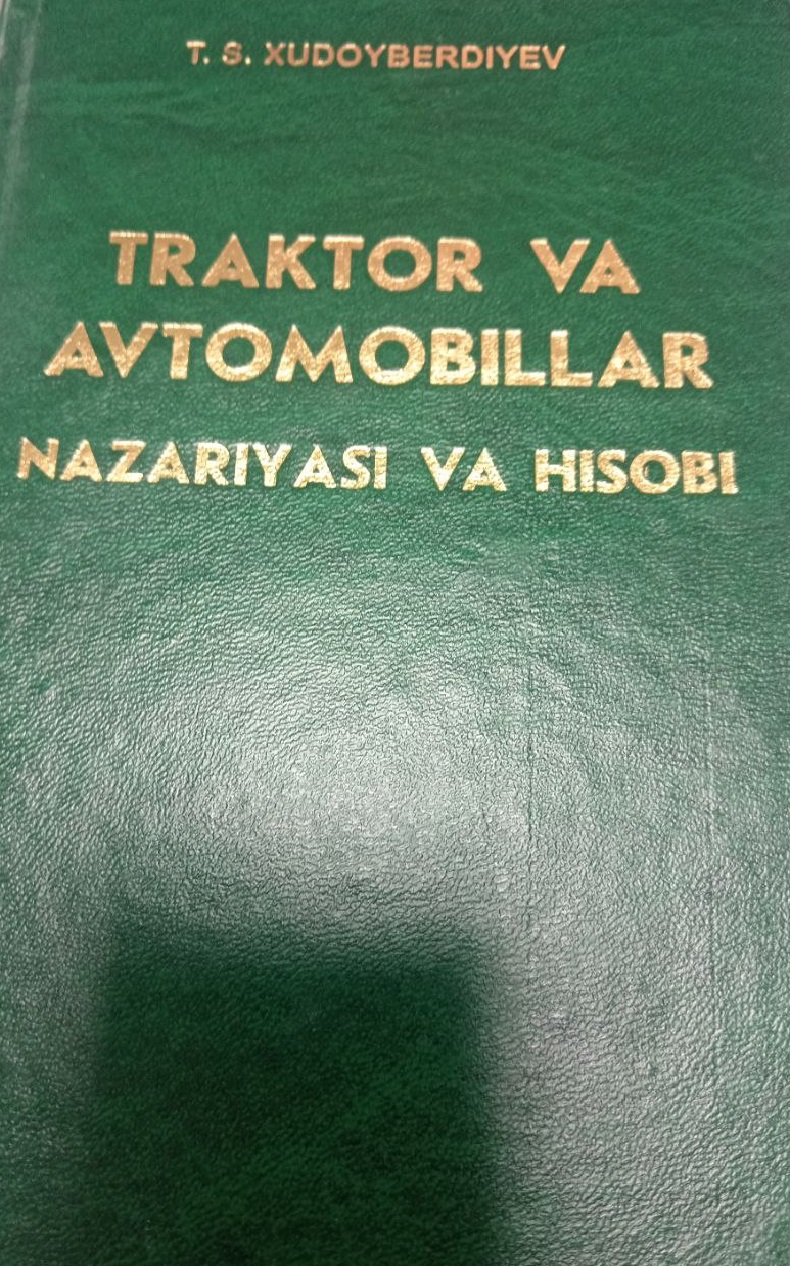 T. S. XUDOYBERDIYEV
TRAKTOR VA
AVTOMOBILLAR
NAZARIYASI VA HISOBI